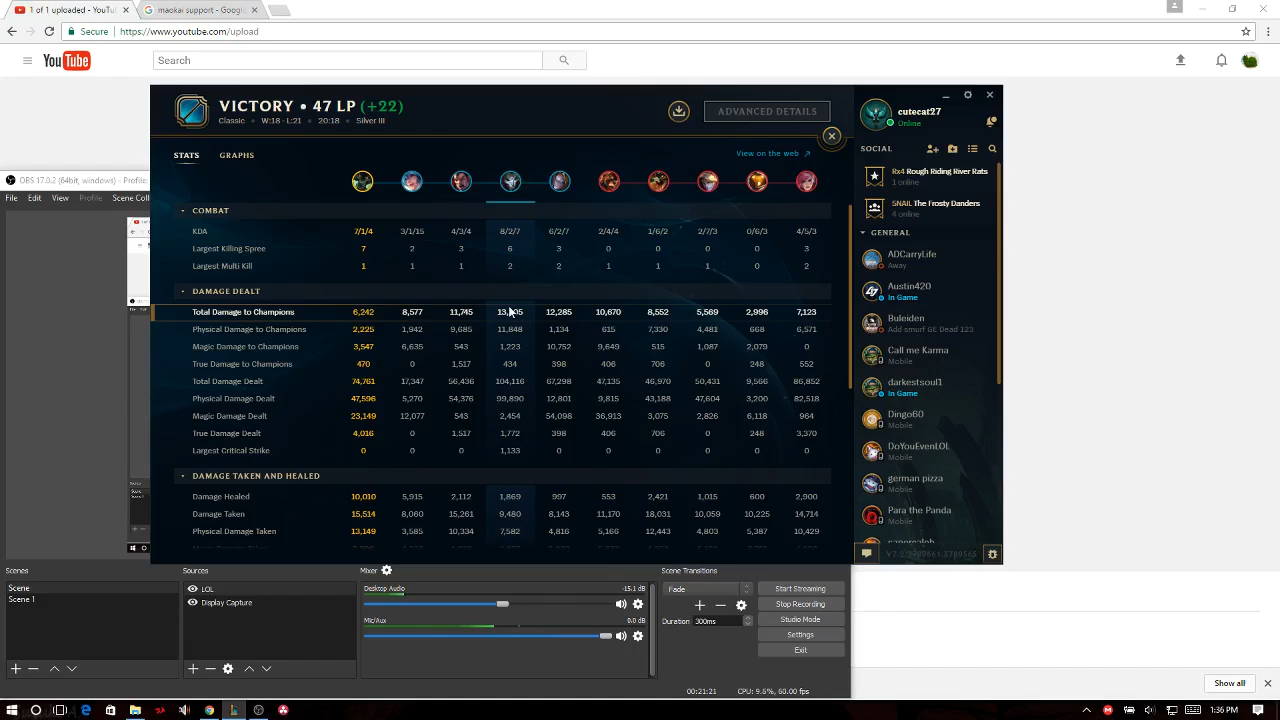 1 of 1 uploaded - YouTu
maokai support - Google
Secure
https://www.youtube.com/upload
YouTube
Search
VICTORY • 47 LP (+22)
Classic • W:18 - L:21 • 20:18 • Silver III
ADVANCED DETAILS
STATS GRAPHS
View on the web
COMBAT
KDA 7/1/4 3/1/15 4/3/4 8/2/7 6/2/7 2/4/4 1/6/2 2/7/3 0/6/3 4/5/3
Largest Killing Spree 7 2 3 6 3 0 0 0 0 3
Largest Multi Kill 1 1 1 2 2 1 1 1 0 2
DAMAGE DEALT
Total Damage to Champions 6,242 8,577 11,745 12,285 10,670 8,552 5,569 2,996 7,123
Physical Damage to Champions 2,225 1,942 9,685 11,848 1,134 615 7,330 4,481 668 6,571
Magic Damage to Champions 3,547 6,635 543 1,223 10,752 9,649 515 1,087 2,079 0
True Damage to Champions 470 0 1,517 434 398 406 706 0 248 552
Total Damage Dealt 74,761 17,347 56,436 104,116 67,298 47,135 46,970 50,431 9,566 86,852
Physical Damage Dealt 47,596 5,270 54,376 99,890 12,801 9,815 43,188 47,604 3,200 82,518
Magic Damage Dealt 23,149 12,077 543 2,454 54,098 36,913 3,075 2,826 6,118 964
True Damage Dealt 4,016 0 1,517 1,772 398 406 706 0 248 3,370
Largest Critical Strike 0 0 0 1,133 0 0 0 0 0 0
DAMAGE TAKEN AND HEALED
Damage Healed 10,010 5,915 2,112 1,869 997 553 2,421 1,015 600 2,900
Damage Taken 15,514 8,060 15,261 9,480 8,143 11,170 18,031 10,059 10,225 14,714
Physical Damage Taken 13,149 3,585 10,334 7,582 4,816 5,166 12,443 4,803 5,387 10,429
cutecat27
Online
SOCIAL
Rx4 Rough Riding River Rats
1 online
5NAIL The Frosty Danders
4 online
GENERAL
ADCarryLife
Away
Austin420
In Game
Buleiden
Add smurf GE Dead 123
Call me Karma
Mobile
darkestsoul1
In Game
Dingo60
Mobile
DoYouEvenLOL
Mobile
german pizza
Mobile
Para the Panda
Mobile
OBS 17.0.2 (64bit, windows) - Profile:
File Edit View Profile Scene Coll
Scenes
Scene
Scene 1
Sources
LOL
Display Capture
Mixer
Desktop Audio -15.1 dB
Mic/Aux 0.0 dB
Scene Transitions
Fade
Duration 300ms
Start Streaming
Stop Recording
Studio Mode
Settings
Exit
00:21:21 CPU: 9.5%, 60.00 fps
Show all
1:36 PM